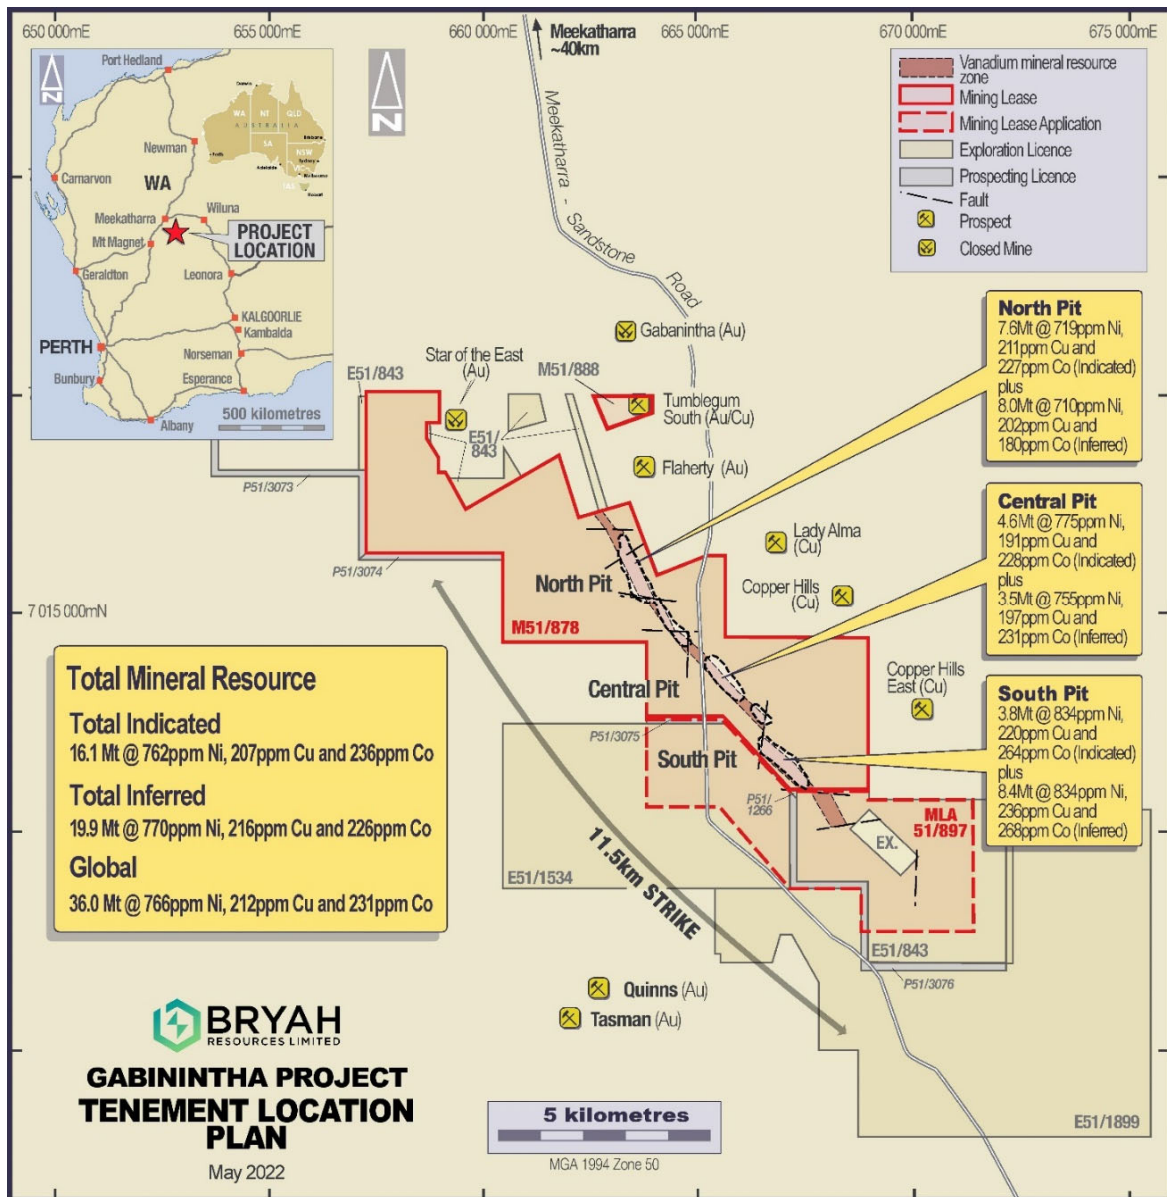 650 000mE
655 000mE
660 000mE
665 000mE
670 000mE
675 000mE
Meekatharra
~40km
Meekatharra - Sandstone Road
N
N
Port Hedland
Newman
Carnarvon
WA
Meekatharra
Wiluna
Mt Magnet
PROJECT
LOCATION
Geraldton
Leonora
KALGOORLIE
Kambalda
PERTH
Norseman
Bunbury
Esperance
Albany
500 kilometres
WA
NT
QLD
AUSTRALIA
SA
NSW
Vanadium mineral resource
zone
Mining Lease
Mining Lease Application
Exploration Licence
Prospecting Licence
Fault
Prospect
Closed Mine
Gabanintha (Au)
Star of the East
(Au)
E51/843
M51/888
Tumblegum
South (Au/Cu)
E51/
843
Flaherty (Au)
P51/3073
Lady Alma
(Cu)
P51/3074
North Pit
Copper Hills
(Cu)
7 015 000mN
M51/878
Central Pit
Copper Hills
East (Cu)
P51/3075
South Pit
P51/
1266
MLA
51/897
EX.
E51/1534
11.5km STRIKE
E51/843
P51/3076
Quinns (Au)
Tasman (Au)
E51/1899
North Pit
7.6Mt @ 719ppm Ni,
211ppm Cu and
227ppm Co (Indicated)
plus
8.0Mt @ 710ppm Ni,
202ppm Cu and
180ppm Co (Inferred)
Central Pit
4.6Mt @ 775ppm Ni,
191ppm Cu and
228ppm Co (Indicated)
plus
3.5Mt @ 755ppm Ni,
197ppm Cu and
231ppm Co (Inferred)
South Pit
3.8Mt @ 834ppm Ni,
220ppm Cu and
264ppm Co (Indicated)
plus
8.4Mt @ 834ppm Ni,
236ppm Cu and
268ppm Co (Inferred)
Total Mineral Resource
Total Indicated
16.1 Mt @ 762ppm Ni, 207ppm Cu and 236ppm Co
Total Inferred
19.9 Mt @ 770ppm Ni, 216ppm Cu and 226ppm Co
Global
36.0 Mt @ 766ppm Ni, 212ppm Cu and 231ppm Co
BRYAH
RESOURCES LIMITED
GABININTHA PROJECT
TENEMENT LOCATION
PLAN
May 2022
5 kilometres
MGA 1994 Zone 50